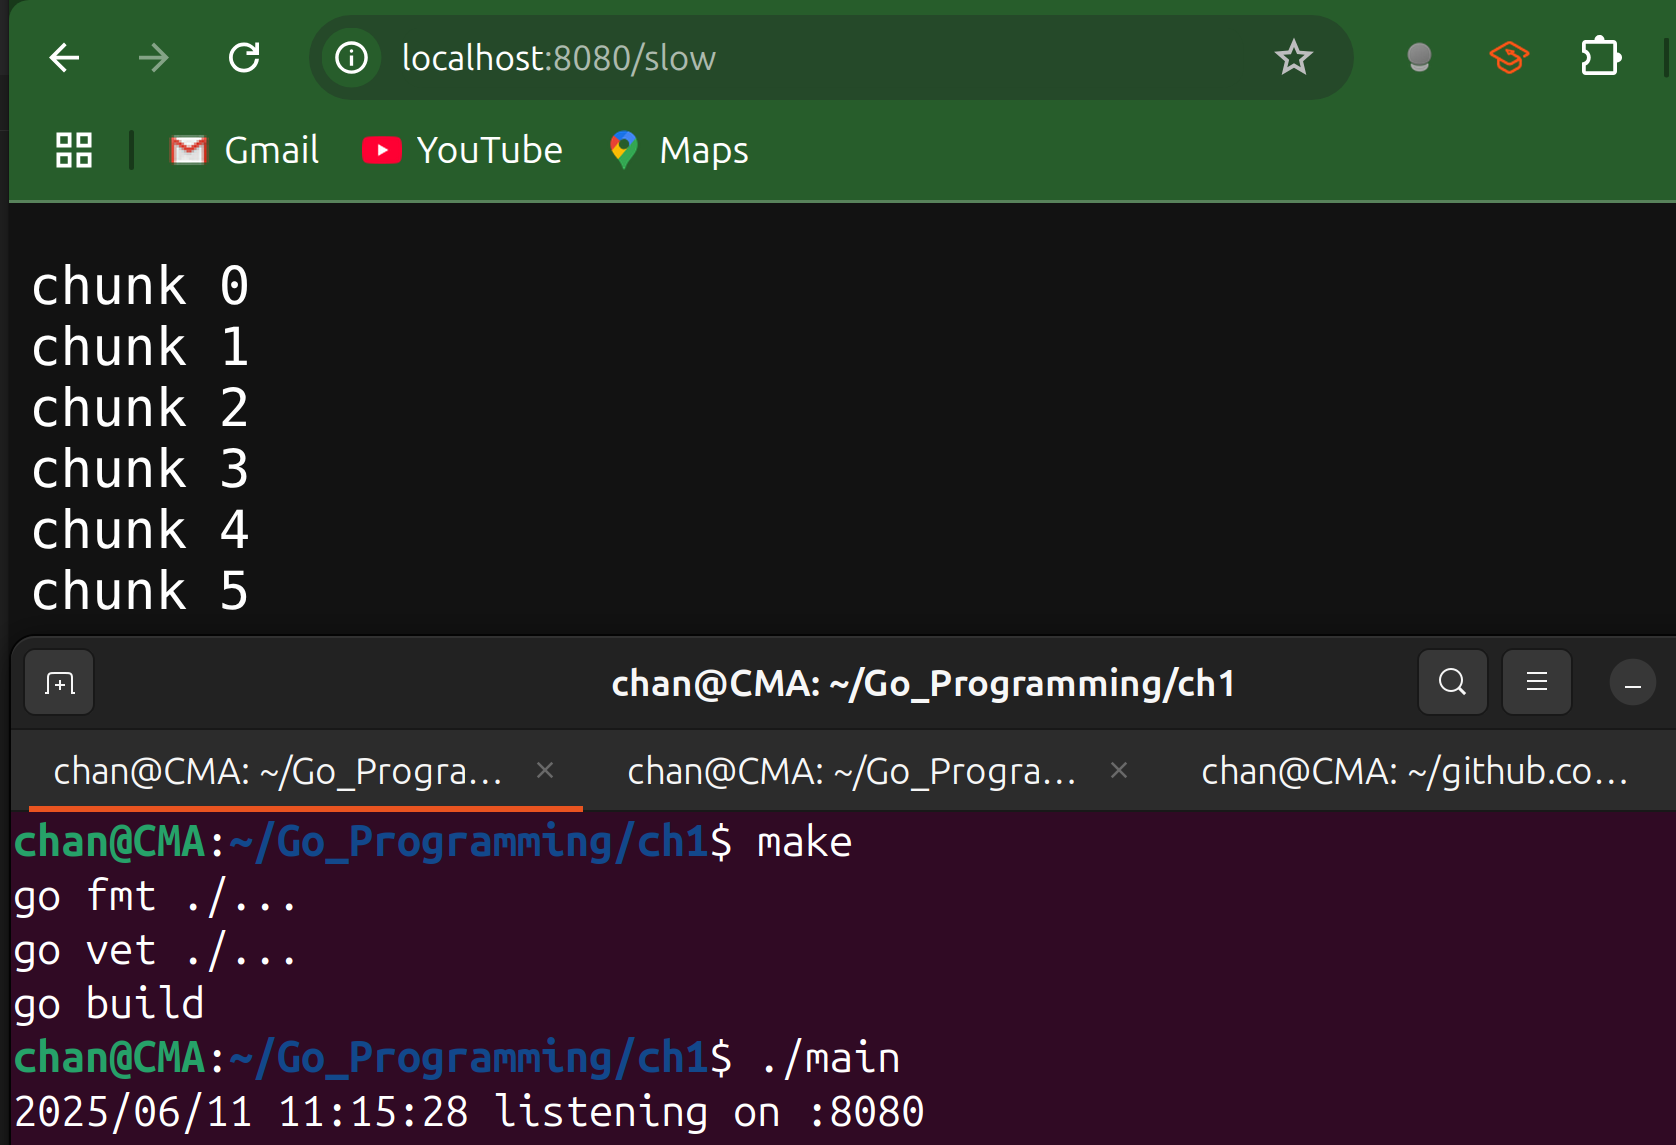 localhost:8080/slow
Gmail YouTube Maps
chunk 0
chunk 1
chunk 2
chunk 3
chunk 4
chunk 5
chan@CMA: ~/Go_Programming/ch1
chan@CMA: ~/Go_Progra... × chan@CMA: ~/Go_Progra... × chan@CMA: ~/github.co...
chan@CMA:~/Go_Programming/ch1$ make
go fmt ./...
go vet ./...
go build
chan@CMA:~/Go_Programming/ch1$ ./main
2025/06/11 11:15:28 listening on :8080